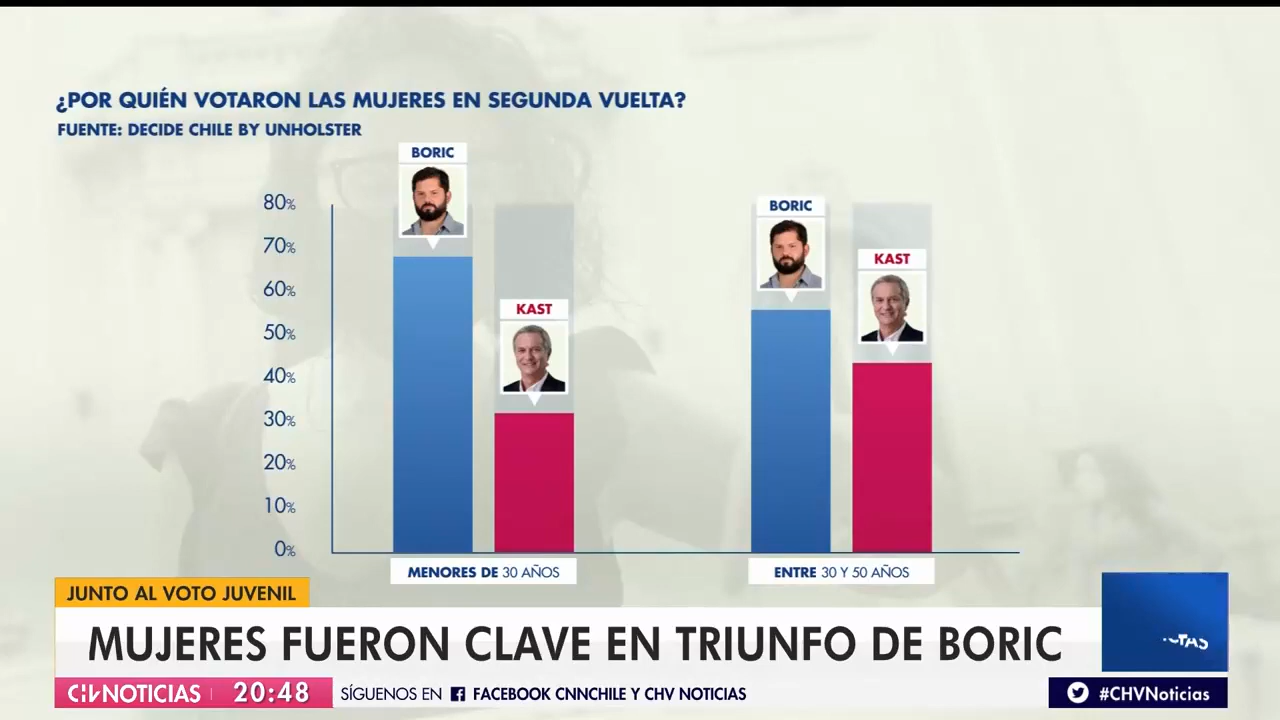 ¿POR QUIÉN VOTARON LAS MUJERES EN SEGUNDA VUELTA?
FUENTE: DECIDE CHILE BY UNHOLSTER
BORIC
KAST
BORIC
KAST
80%
70%
60%
50%
40%
30%
20%
10%
0%
MENORES DE 30 AÑOS
ENTRE 30 Y 50 AÑOS
JUNTO AL VOTO JUVENIL
MUJERES FUERON CLAVE EN TRIUNFO DE BORIC
CHV NOTICIAS 20:48 SÍGUENOS EN FACEBOOK CNNCHILE Y CHV NOTICIAS
#CHVNoticias